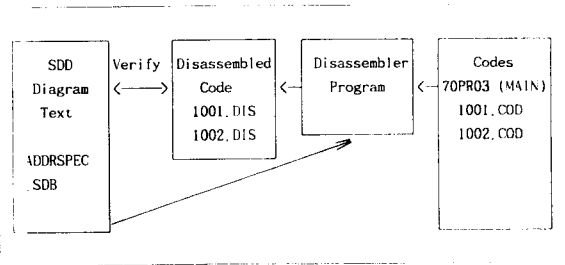 SDD
Diagram
Text
ADDRSPEC
.SDB
Verify
Disassembled
Code
1001.DIS
1002.DIS
Disassembler
Program
Codes
70PR03 (MAIN)
1001.COD
1002.COD